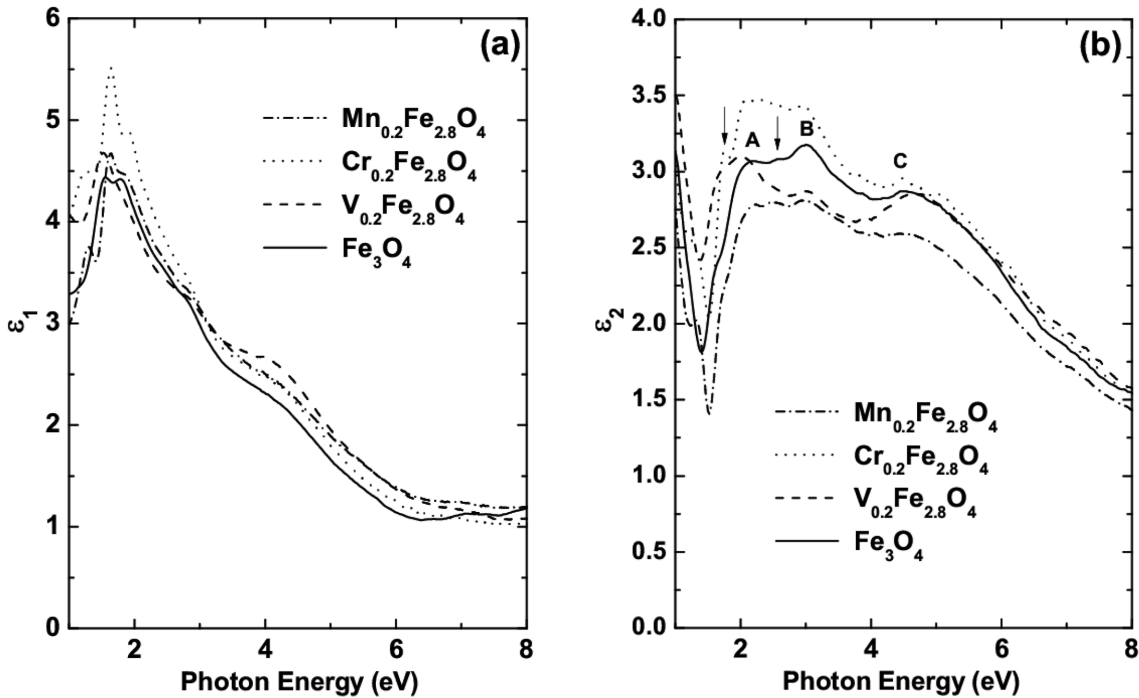 (a)
6
5
4
3
2
1
0
ε₁
Mn₀.₂Fe₂.₈O₄
Cr₀.₂Fe₂.₈O₄
V₀.₂Fe₂.₈O₄
Fe₃O₄
2 4 6 8
Photon Energy (eV)
(b)
4.0
3.5
3.0
2.5
2.0
1.5
1.0
0.5
0.0
ε₂
A
B
C
Mn₀.₂Fe₂.₈O₄
Cr₀.₂Fe₂.₈O₄
V₀.₂Fe₂.₈O₄
Fe₃O₄
2 4 6 8
Photon Energy (eV)